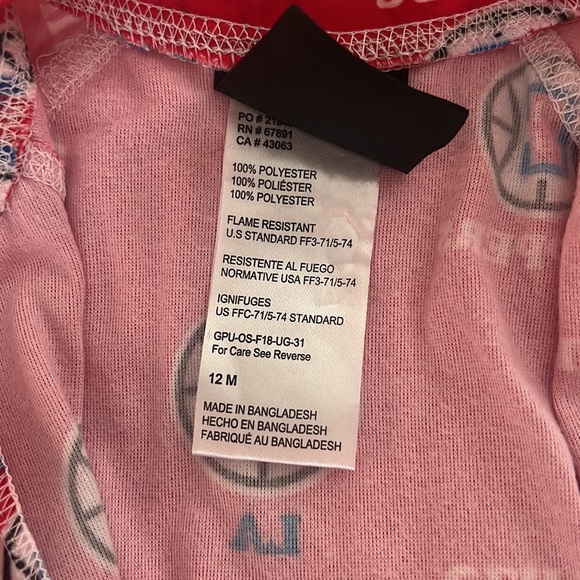 PO #
RN # 67891
CA # 43063
100% POLYESTER
100% POLIÉSTER
100% POLYESTER
FLAME RESISTANT
U.S STANDARD FF3-71/5-74
RESISTENTE AL FUEGO
NORMATIVE USA FF3-71/5-74
IGNIFUGES
US FFC-71/5-74 STANDARD
GPU-OS-F18-UG-31
For Care See Reverse
12 M
MADE IN BANGLADESH
HECHO EN BANGLADESH
FABRIQUÉ AU BANGLADESH
LA